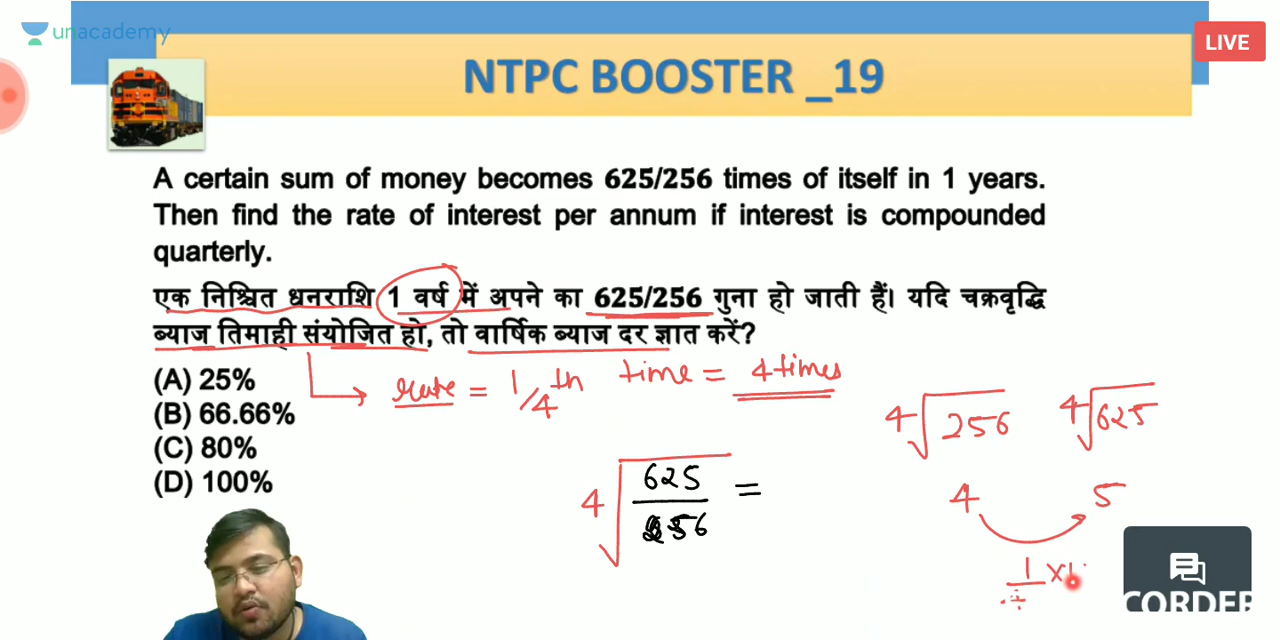 unacademy
LIVE
NTPC BOOSTER _19
A certain sum of money becomes 625/256 times of itself in 1 years.
Then find the rate of interest per annum if interest is compounded
quarterly.
एक निश्चित धनराशि 1 वर्ष में अपने का 625/256 गुना हो जाती हैं। यदि चक्रवृद्धि
ब्याज तिमाही संयोजित हो, तो वार्षिक ब्याज दर ज्ञात करें?
(A) 25%
(B) 66.66%
(C) 80%
(D) 100%
rate = 1/4th time = 4 times
4√256 4√625
4√625/256 =
4 5
1 ×
CORDER